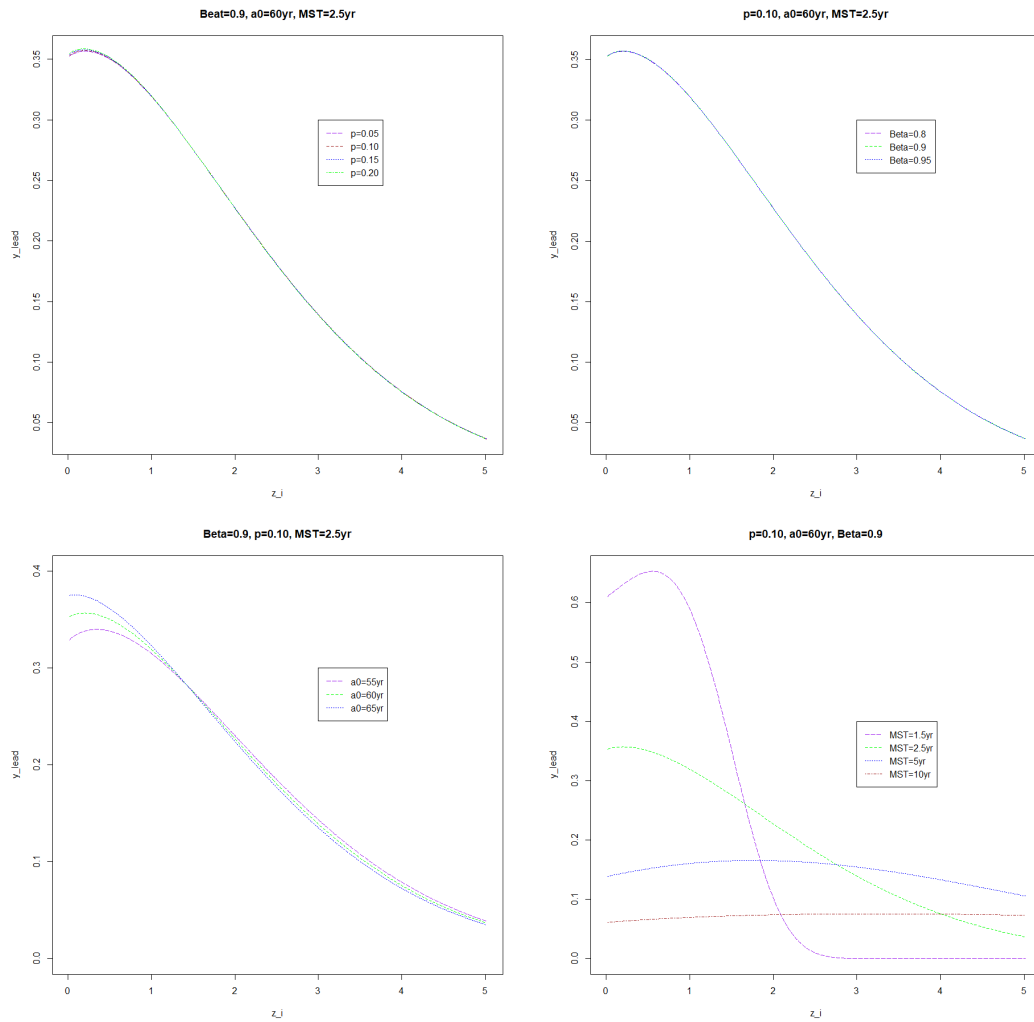 Beat=0.9, a0=60yr, MST=2.5yr
y_lead
0.35
0.30
0.25
0.20
0.15
0.10
0.05
p=0.05
p=0.10
p=0.15
p=0.20
0 1 2 3 4 5
z_i
p=0.10, a0=60yr, MST=2.5yr
y_lead
0.35
0.30
0.25
0.20
0.15
0.10
0.05
Beta=0.8
Beta=0.9
Beta=0.95
0 1 2 3 4 5
z_i
Beta=0.9, p=0.10, MST=2.5yr
y_lead
0.4
0.3
0.2
0.1
0.0
a0=55yr
a0=60yr
a0=65yr
0 1 2 3 4 5
z_i
p=0.10, a0=60yr, Beta=0.9
y_lead
0.6
0.5
0.4
0.3
0.2
0.1
0.0
MST=1.5yr
MST=2.5yr
MST=5yr
MST=10yr
0 1 2 3 4 5
z_i